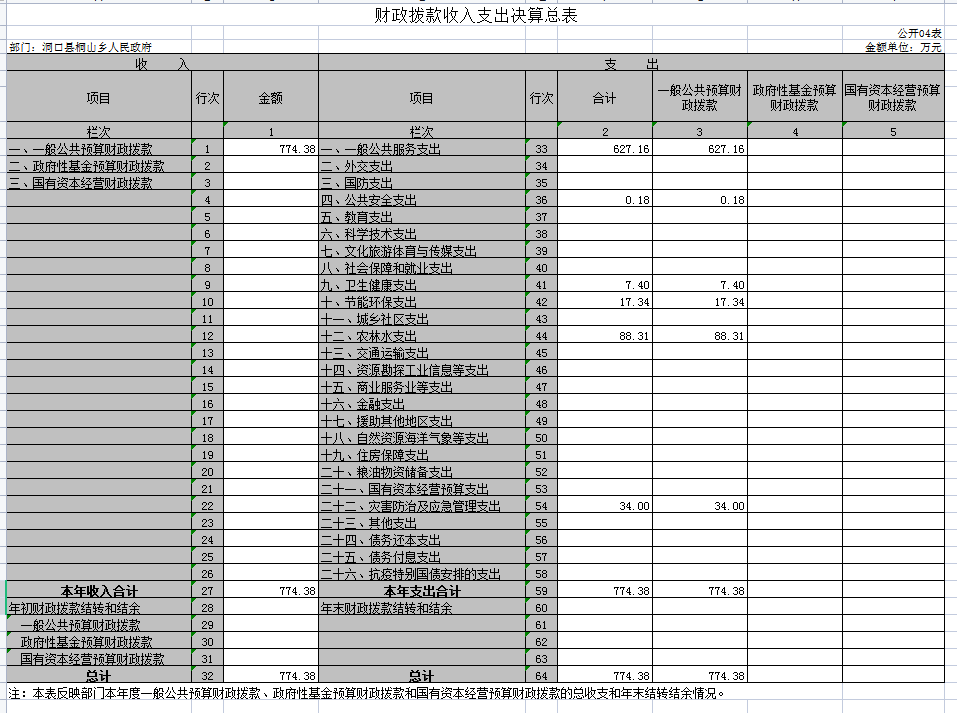 财政拨款收入支出决算总表
公开04表
部门：洞口县桐山乡人民政府 金额单位：万元
收 入 支 出
项目 行次 金额 项目 行次 合计 一般公共预算财政拨款 政府性基金预算财政拨款 国有资本经营预算财政拨款
栏次 1 栏次 2 3 4 5
一、一般公共预算财政拨款 1 774.38 一、一般公共服务支出 33 627.16 627.16
二、政府性基金预算财政拨款 2 二、外交支出 34
三、国有资本经营财政拨款 3 三、国防支出 35
4 四、公共安全支出 36 0.18 0.18
5 五、教育支出 37
6 六、科学技术支出 38
7 七、文化旅游体育与传媒支出 39
8 八、社会保障和就业支出 40
9 九、卫生健康支出 41 7.40 7.40
10 十、节能环保支出 42 17.34 17.34
11 十一、城乡社区支出 43
12 十二、农林水支出 44 88.31 88.31
13 十三、交通运输支出 45
14 十四、资源勘探工业信息等支出 46
15 十五、商业服务业等支出 47
16 十六、金融支出 48
17 十七、援助其他地区支出 49
18 十八、自然资源海洋气象等支出 50
19 十九、住房保障支出 51
20 二十、粮油物资储备支出 52
21 二十一、国有资本经营预算支出 53
22 二十二、灾害防治及应急管理支出 54 34.00 34.00
23 二十三、其他支出 55
24 二十四、债务还本支出 56
25 二十五、债务付息支出 57
26 二十六、抗疫特别国债安排的支出 58
本年收入合计 27 774.38 本年支出合计 59 774.38 774.38
年初财政拨款结转和结余 28 年末财政拨款结转和结余 60
一般公共预算财政拨款 29 61
政府性基金预算财政拨款 30 62
国有资本经营预算财政拨款 31 63
总计 32 774.38 总计 64 774.38 774.38
注：本表反映部门本年度一般公共预算财政拨款、政府性基金预算财政拨款和国有资本经营预算财政拨款的总收支和年末结转结余情况。